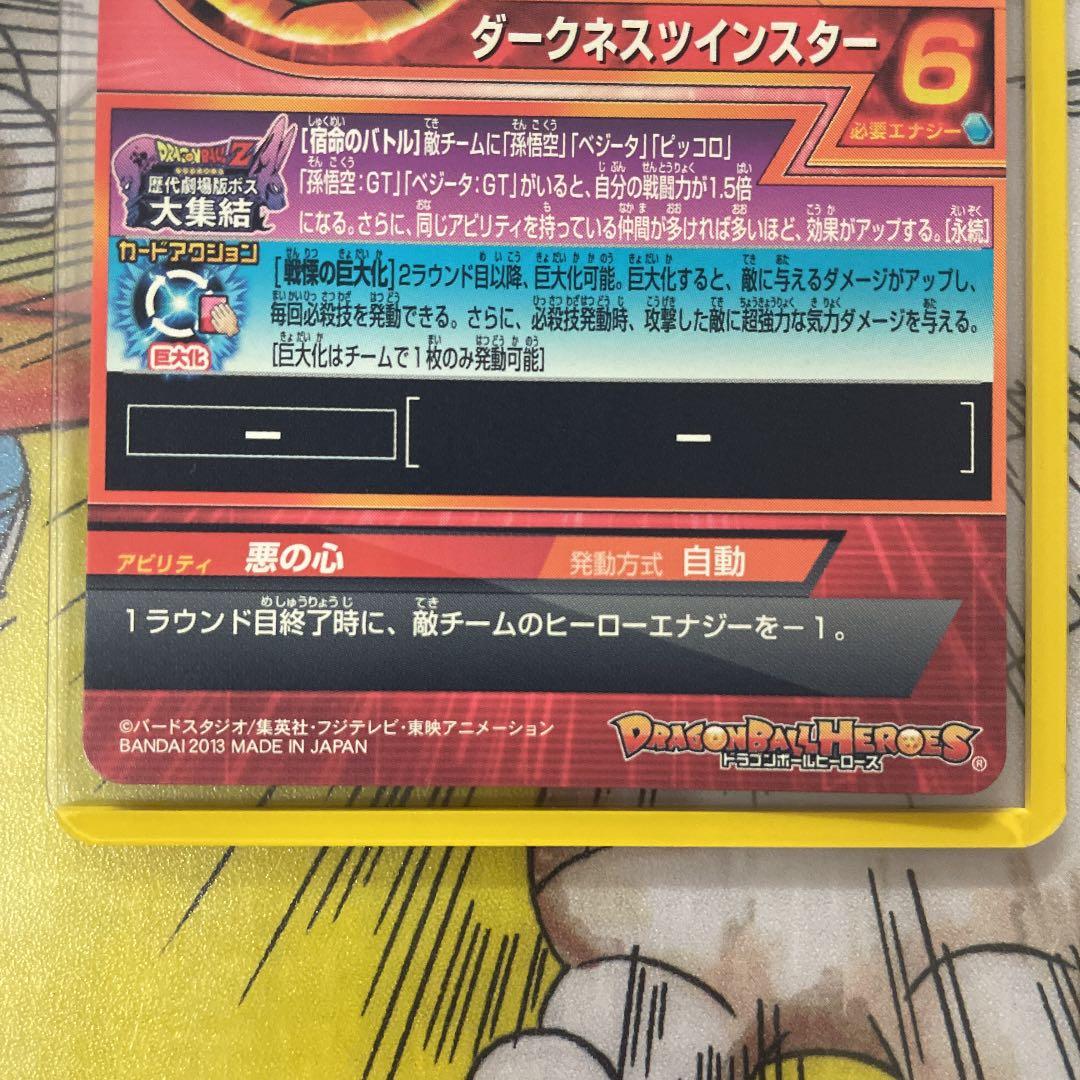 ダークネスツインスター
6
必要エナジー
DRAGON BALL Z
歴代劇場版ボス
大集結
[宿命のバトル]敵チームに「孫悟空」「ベジータ」「ピッコロ」
「孫悟空:GT」「ベジータ:GT」がいると、自分の戦闘力が1.5倍
になる。さらに、同じアビリティを持っている仲間が多ければ多いほど、効果がアップする。[永続]
カードアクション
巨大化
[戦慄の巨大化]2ラウンド目以降、巨大化可能。巨大化すると、敵に与えるダメージがアップし、
毎回必殺技を発動できる。さらに、必殺技発動時、攻撃した敵に超強力な気力ダメージを与える。
[巨大化はチームで1枚のみ発動可能]
ー [ ー ]
アビリティ 悪の心 発動方式 自動
1ラウンド目終了時に、敵チームのヒーローエナジーを−1。
©バードスタジオ/集英社・フジテレビ・東映アニメーション
BANDAI 2013 MADE IN JAPAN
DRAGONBALL HEROES
ドラゴンボールヒーローズ
®